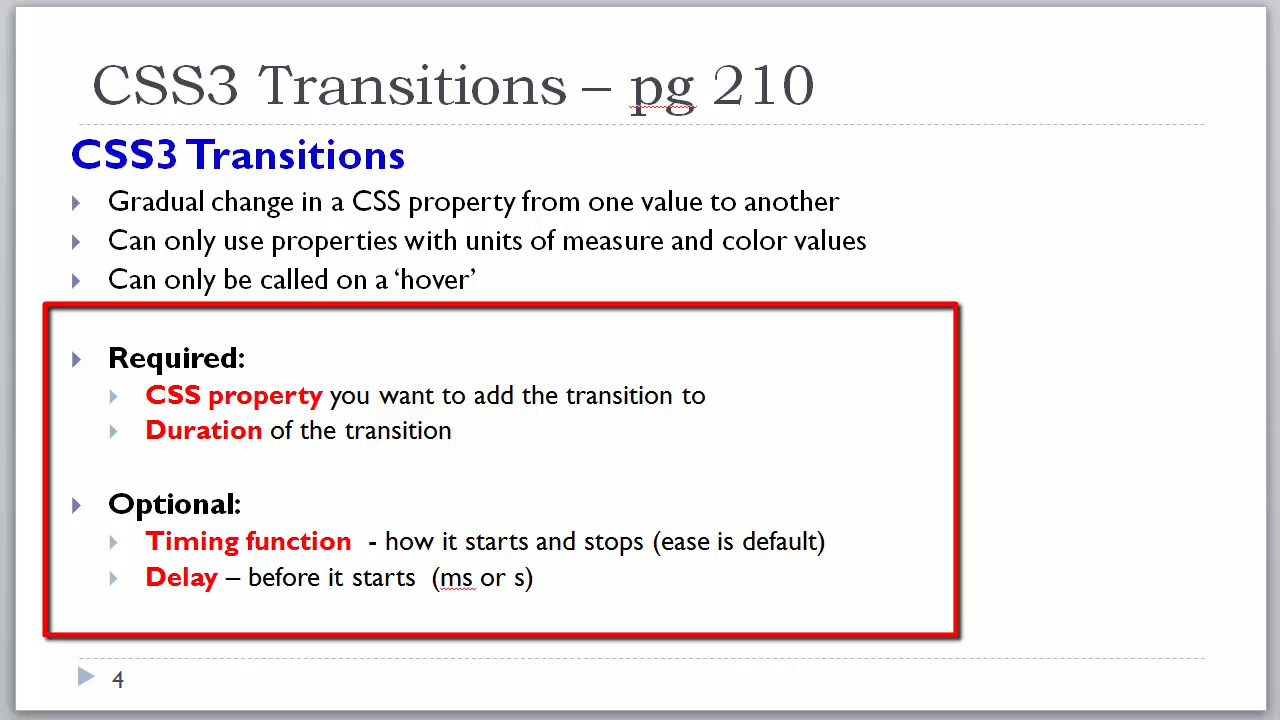 CSS3 Transitions – pg 210
CSS3 Transitions
Gradual change in a CSS property from one value to another
Can only use properties with units of measure and color values
Can only be called on a ‘hover’
Required:
CSS property you want to add the transition to
Duration of the transition
Optional:
Timing function - how it starts and stops (ease is default)
Delay – before it starts (ms or s)
4